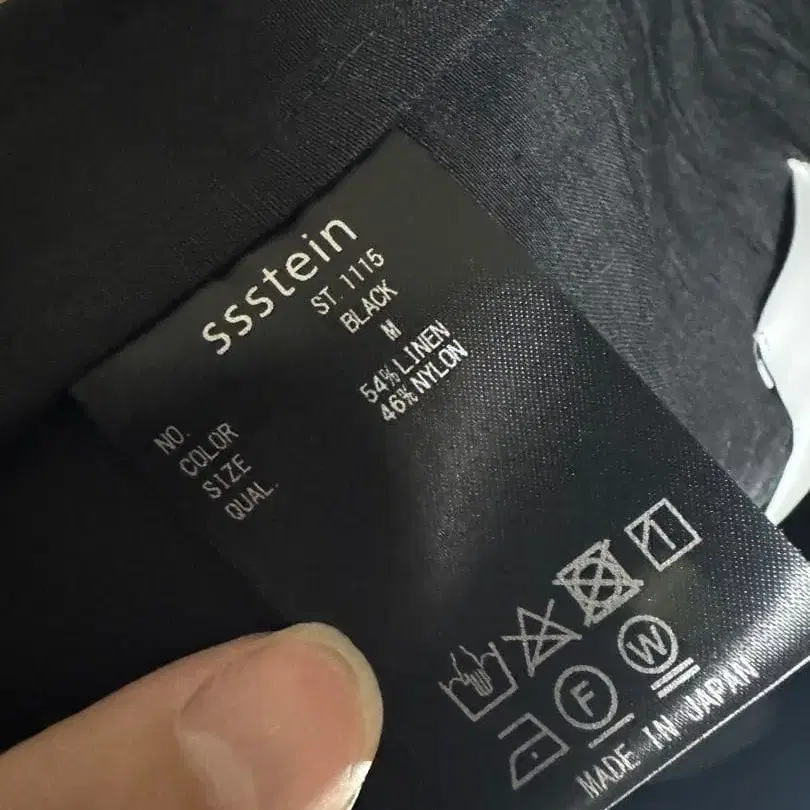 ssstein
NO. ST.1115
COLOR BLACK
SIZE M
QUAL. 54%LINEN
46%NYLON
F W
MADE IN JAPAN